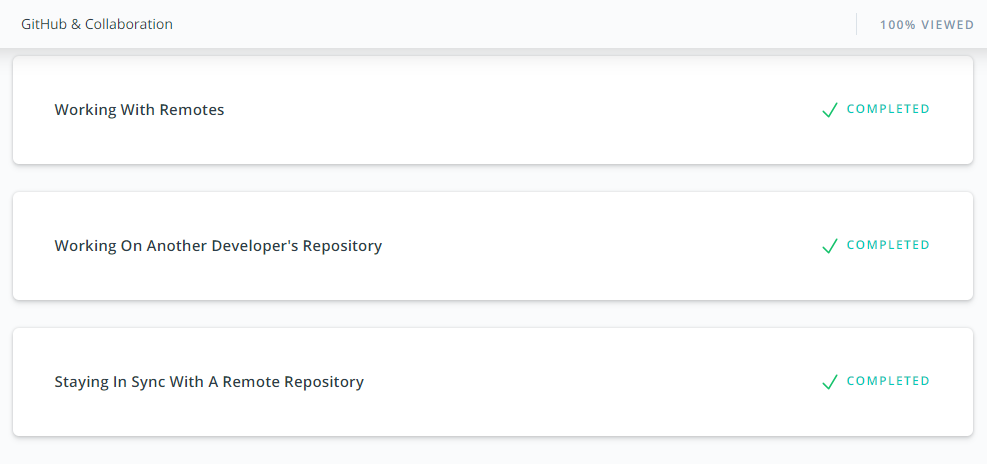 GitHub & Collaboration
100% VIEWED
Working With Remotes
COMPLETED
Working On Another Developer's Repository
COMPLETED
Staying In Sync With A Remote Repository
COMPLETED